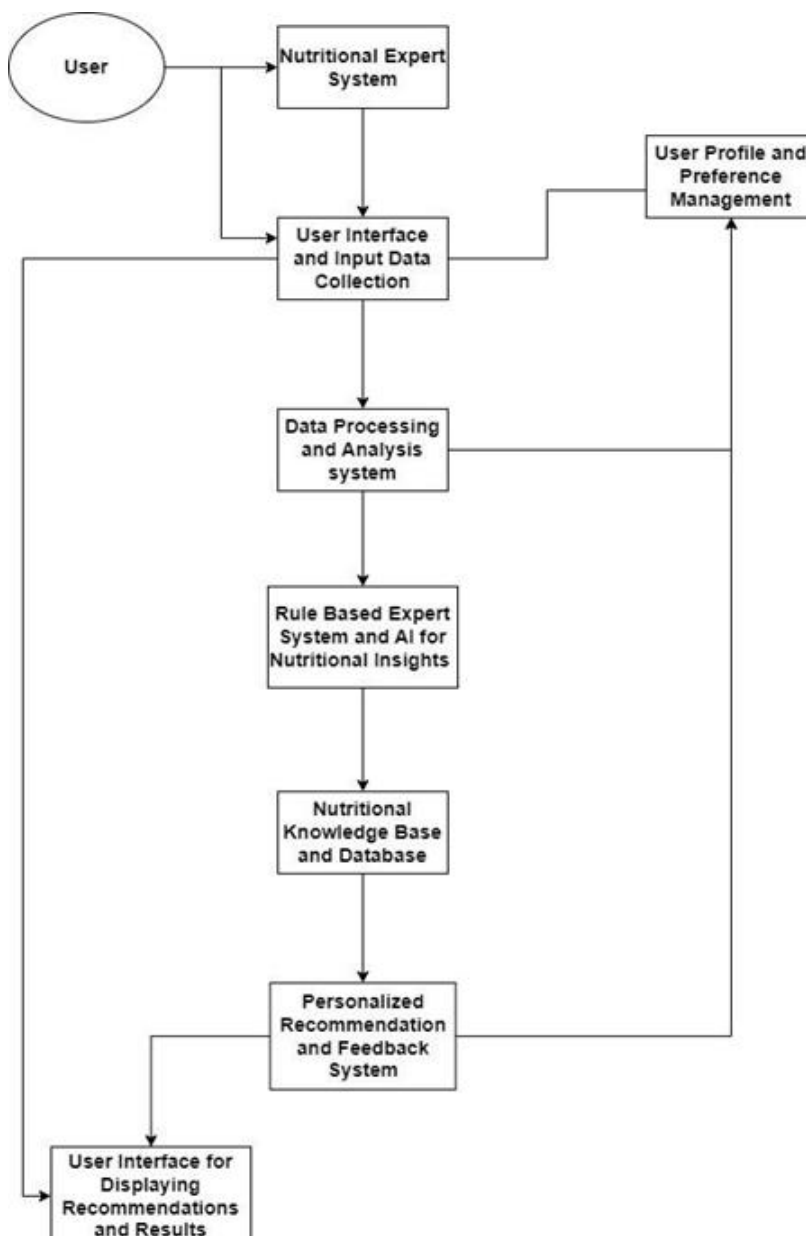 User
Nutritional Expert
System
User Profile and
Preference
Management
User Interface
and Input Data
Collection
Data Processing
and Analysis
system
Rule Based Expert
System and AI for
Nutritional Insights
Nutritional
Knowledge Base
and Database
Personalized
Recommendation
and Feedback
System
User Interface for
Displaying
Recommendations
and Results